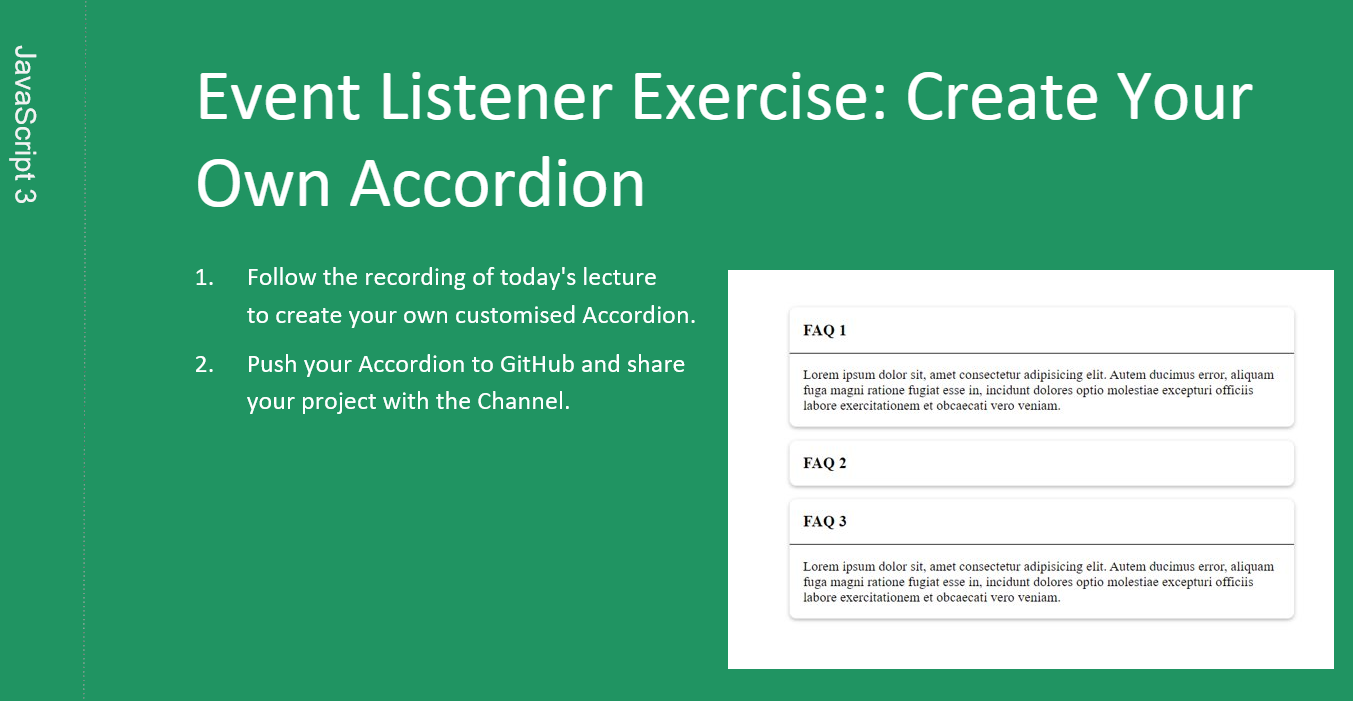 JavaScript 3
Event Listener Exercise: Create Your
Own Accordion
1. Follow the recording of today's lecture
to create your own customised Accordion.
2. Push your Accordion to GitHub and share
your project with the Channel.
FAQ 1
Lorem ipsum dolor sit, amet consectetur adipisicing elit. Autem ducimus error, aliquam
fuga magni ratione fugiat esse in, incidunt dolores optio molestiae excepturi officiis
labore exercitationem et obcaecati vero veniam.
FAQ 2
FAQ 3
Lorem ipsum dolor sit, amet consectetur adipisicing elit. Autem ducimus error, aliquam
fuga magni ratione fugiat esse in, incidunt dolores optio molestiae excepturi officiis
labore exercitationem et obcaecati vero veniam.